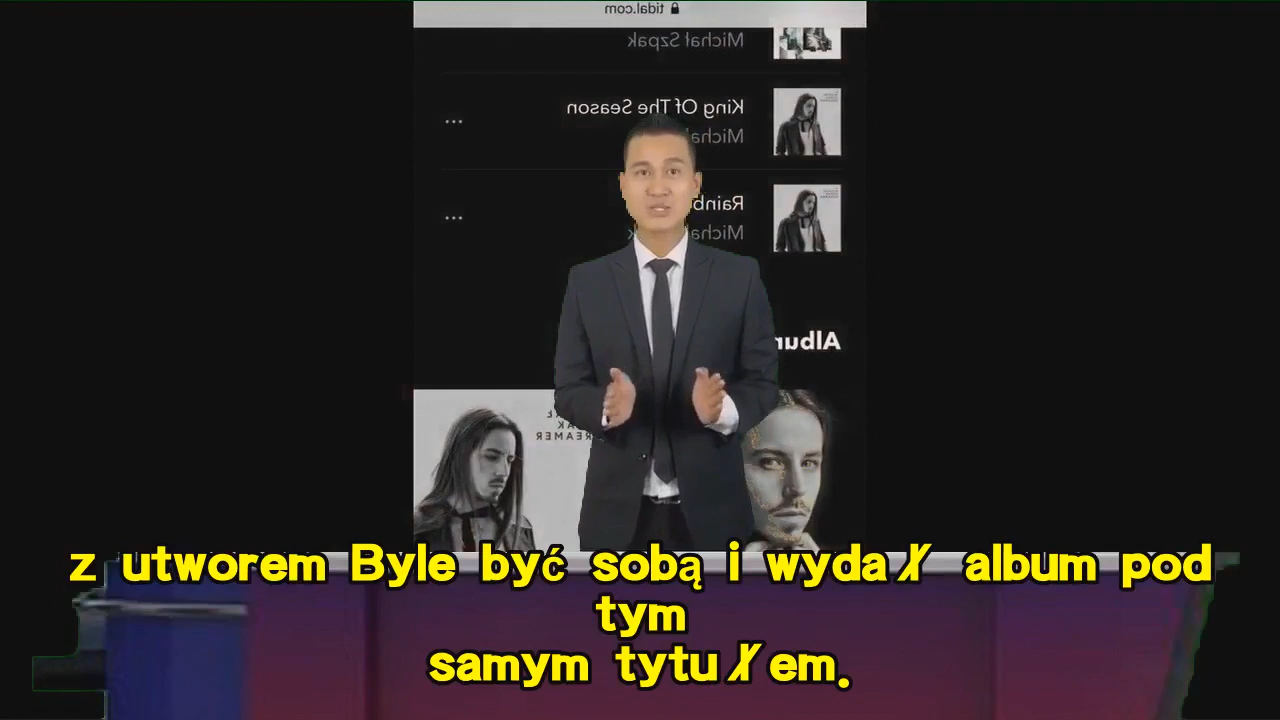 tidal.com
Michał Szpak
King Of The Season
...
...
z utworem Byle być sobą i wydał album pod
tym
samym tytułem.